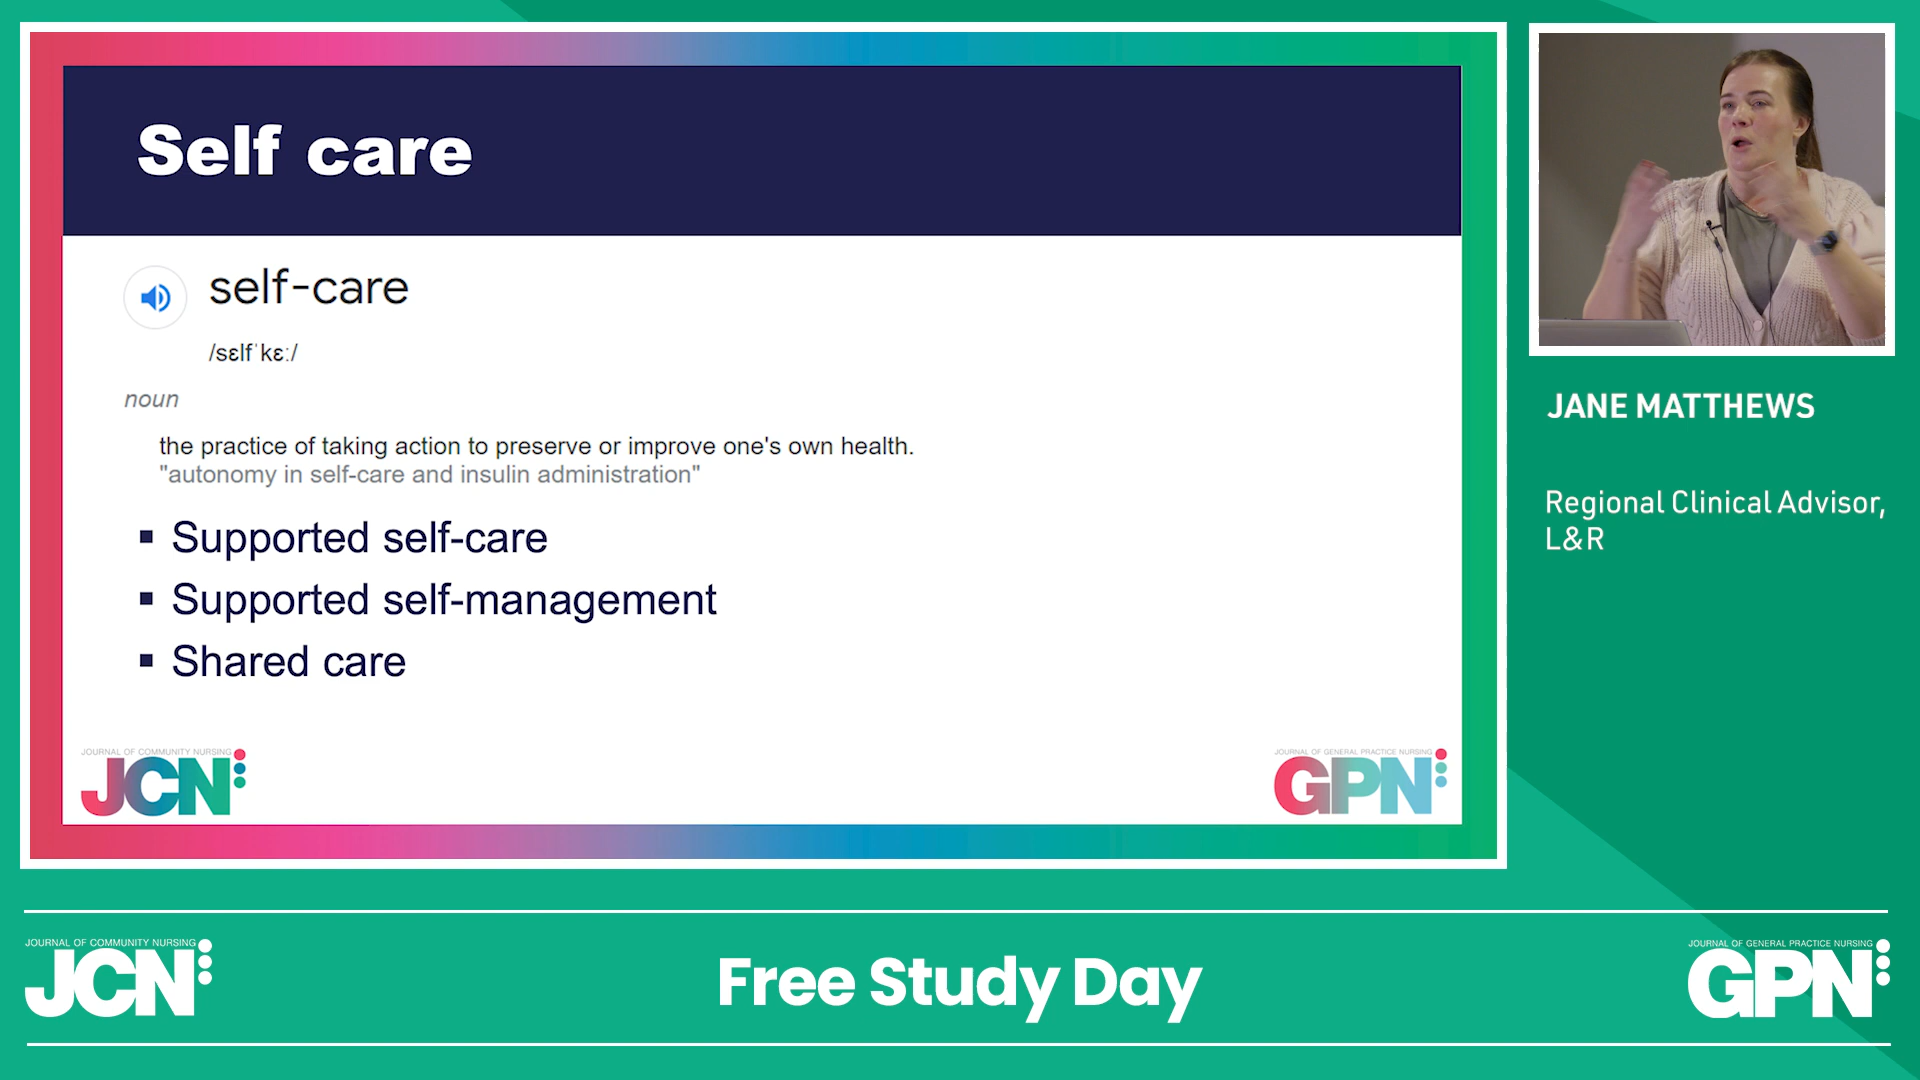 Self care
self-care
/sɛlfˈkɛː/
noun
the practice of taking action to preserve or improve one's own health.
"autonomy in self-care and insulin administration"
▪ Supported self-care
▪ Supported self-management
▪ Shared care
JOURNAL OF COMMUNITY NURSING
JCN
JOURNAL OF GENERAL PRACTICE NURSING
GPN
JANE MATTHEWS
Regional Clinical Advisor,
L&R
JOURNAL OF COMMUNITY NURSING
JCN
Free Study Day
JOURNAL OF GENERAL PRACTICE NURSING
GPN